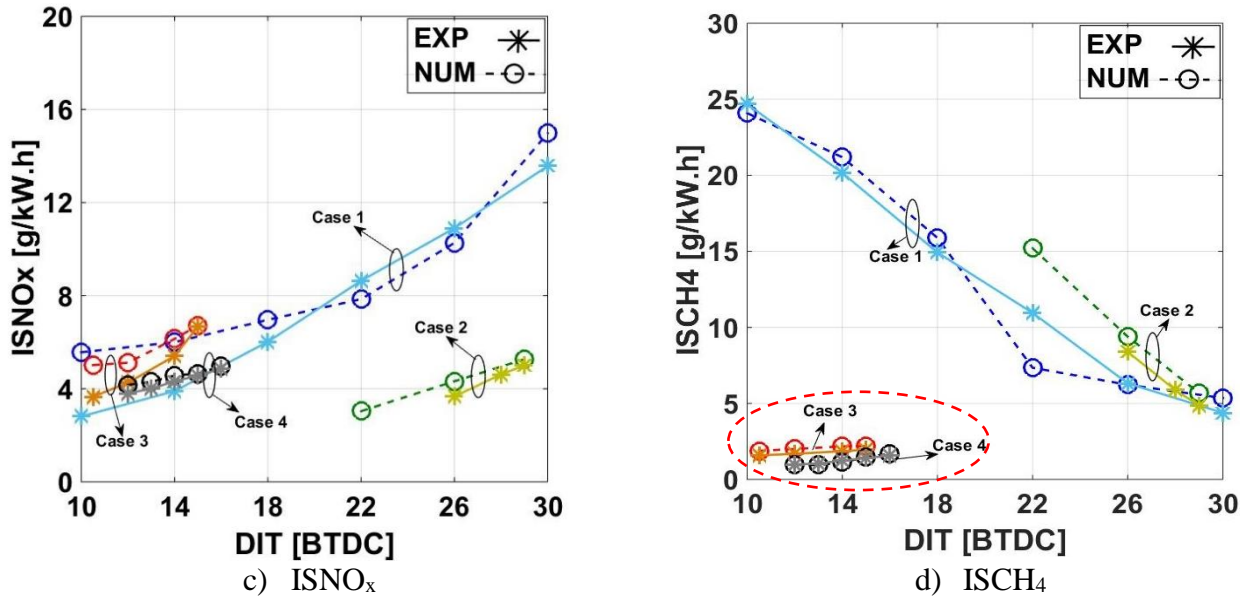 20
16
12
8
4
0
ISNOx [g/kW.h]
EXP
NUM
Case 1
Case 2
Case 3
Case 4
10 14 18 22 26 30
DIT [BTDC]
c) ISNOx
30
25
20
15
10
5
0
ISCH4 [g/kW.h]
EXP
NUM
Case 1
Case 2
Case 3
Case 4
10 14 18 22 26 30
DIT [BTDC]
d) ISCH4